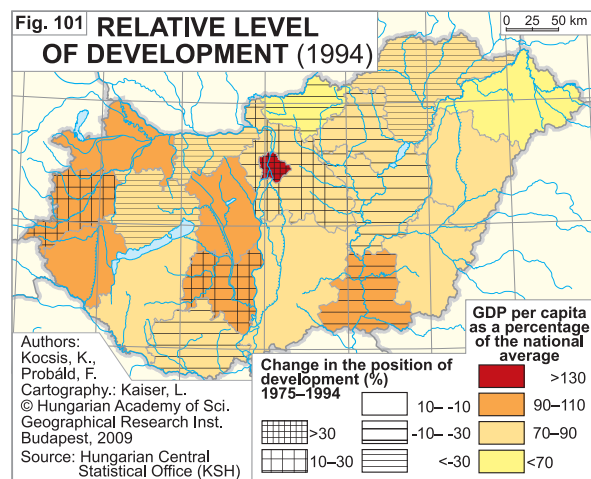 Fig. 101
RELATIVE LEVEL
OF DEVELOPMENT (1994)
0 25 50 km
Authors:
Kocsis, K.,
Probáld, F.
Cartography.: Kaiser, L.
© Hungarian Academy of Sci.
Geographical Research Inst.
Budapest, 2009
Source: Hungarian Central
Statistical Office (KSH)
Change in the position of
development (%)
1975–1994
>30
10–30
10– -10
-10– -30
<-30
GDP per capita
as a percentage
of the national
average
>130
90–110
70–90
<70